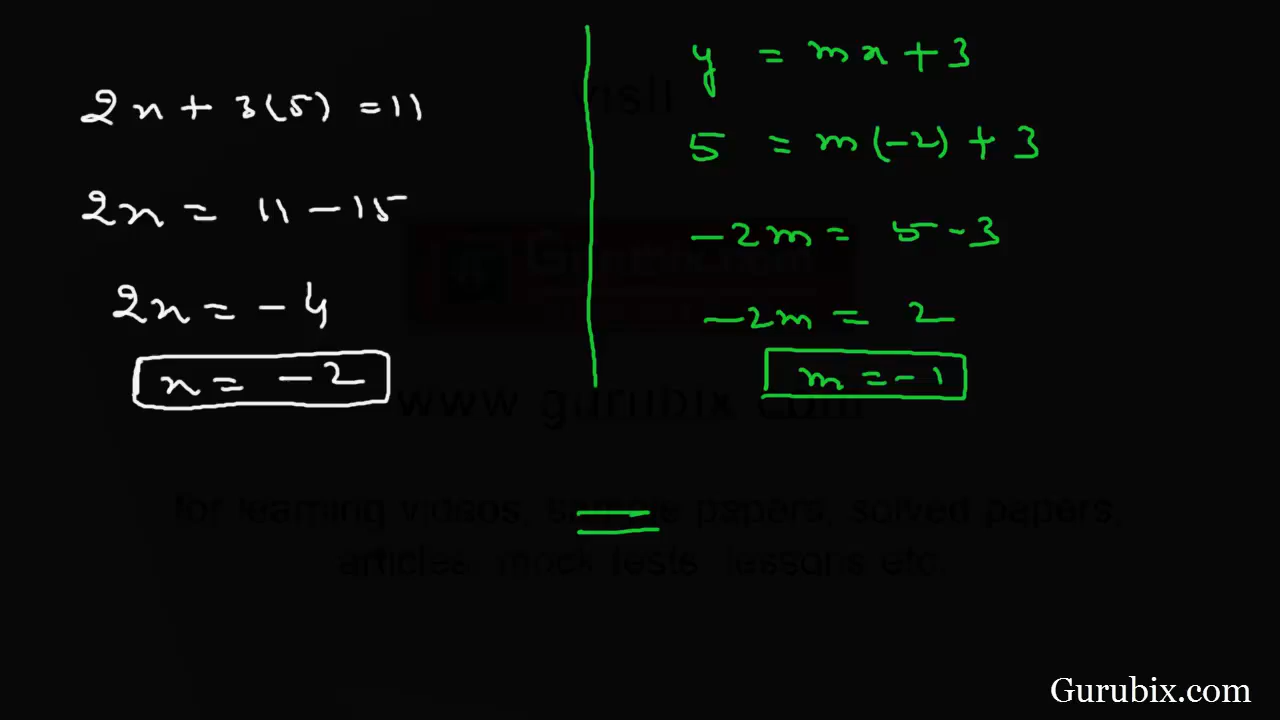 2x + 3(5) = 11
2x = 11 - 15
2x = - 4
x = - 2
y = mx + 3
5 = m(-2) + 3
-2m = 5 - 3
-2m = 2
m = - 1
www.gurubix.com
for learning videos, sample papers, solved papers,
articles, mock tests, lessons etc.
Gurubix.com